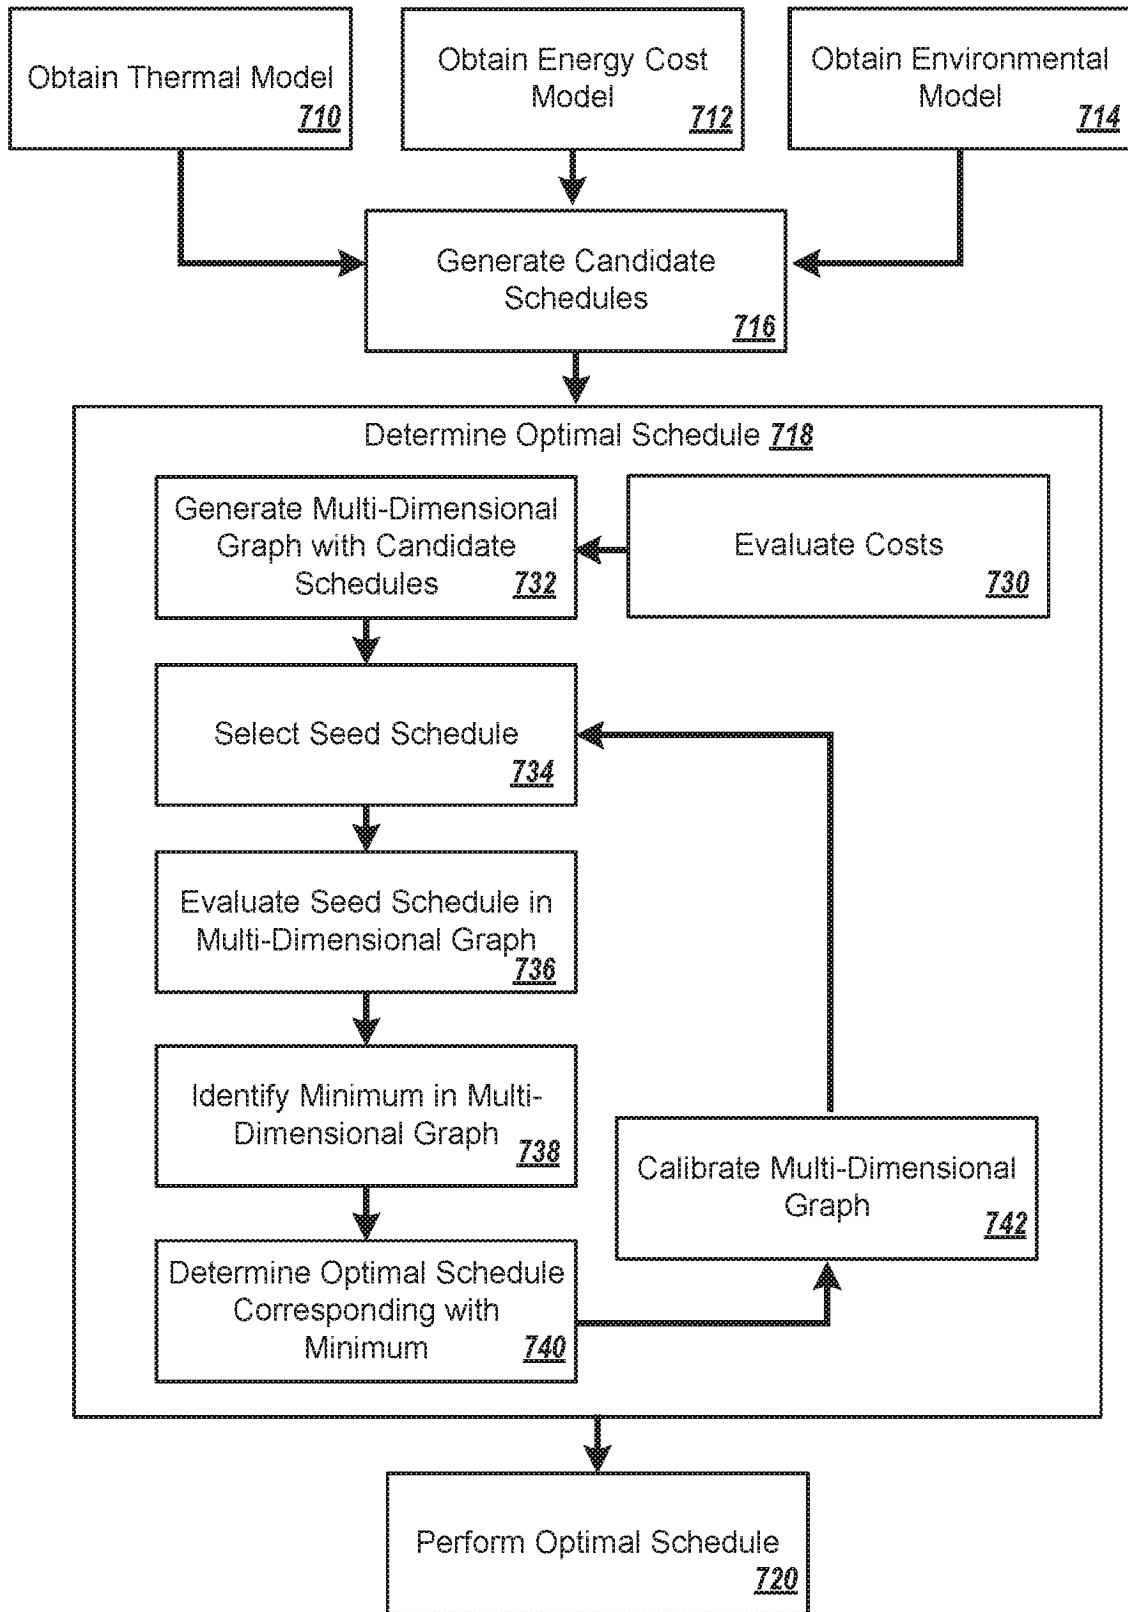 Obtain Thermal Model
710
Obtain Energy Cost
Model
712
Obtain Environmental
Model
714
Generate Candidate
Schedules
716
Determine Optimal Schedule 718
Generate Multi-Dimensional
Graph with Candidate
Schedules
732
Evaluate Costs
730
Select Seed Schedule
734
Evaluate Seed Schedule in
Multi-Dimensional Graph
736
Identify Minimum in Multi-
Dimensional Graph
738
Calibrate Multi-Dimensional
Graph
742
Determine Optimal Schedule
Corresponding with
Minimum
740
Perform Optimal Schedule
720